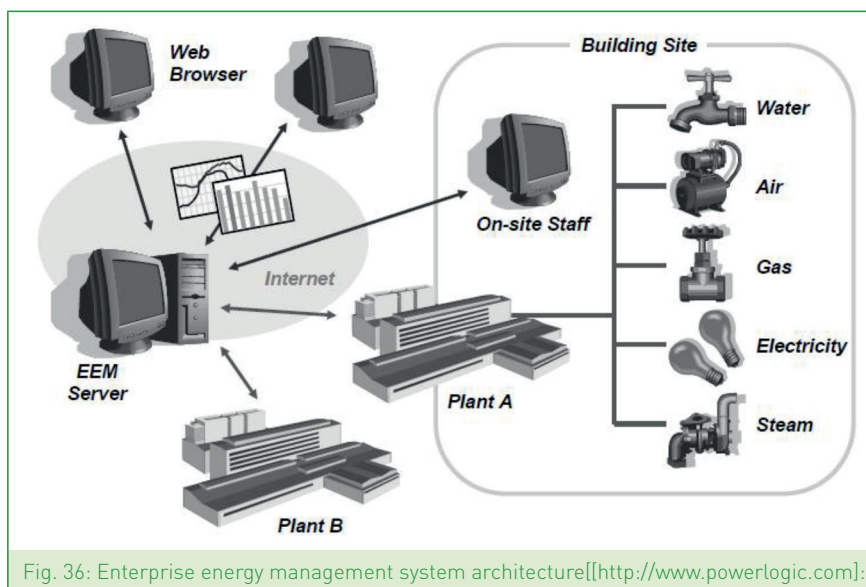 Web
Browser
Building Site
Water
Air
On-site Staff
Gas
Internet
Electricity
EEM
Server
Plant A
Steam
Plant B
Fig. 36: Enterprise energy management system architecture[[http://www.powerlogic.com].